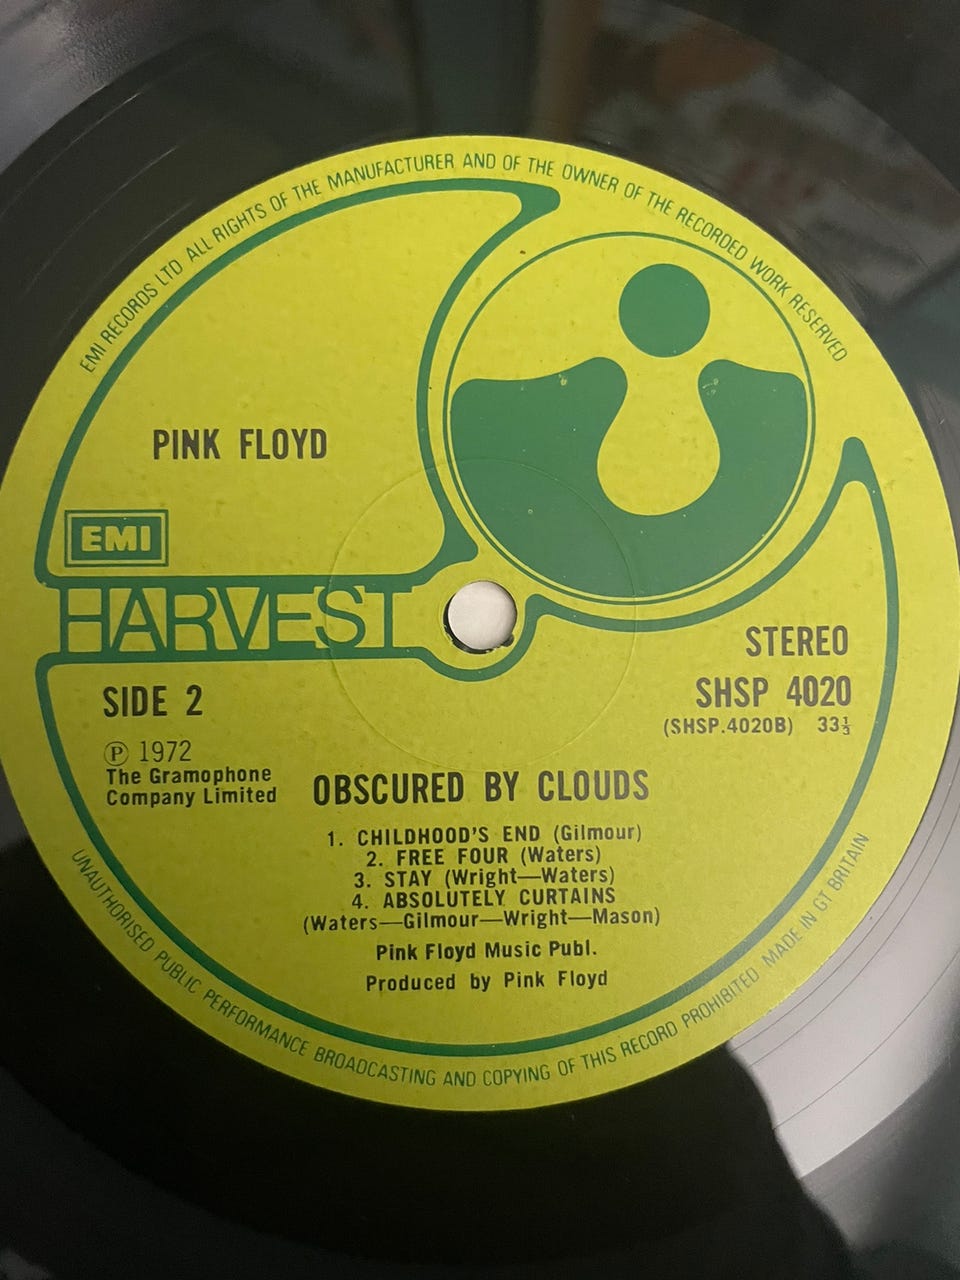 EMI RECORDS LTD ALL RIGHTS OF THE MANUFACTURER AND OF THE OWNER OF THE RECORDED WORK RESERVED
PINK FLOYD
EMI
HARVEST
STEREO
SIDE 2
SHSP 4020
(SHSP.4020B) 33⅓
Ⓟ 1972
The Gramophone
Company Limited
OBSCURED BY CLOUDS
1. CHILDHOOD'S END (Gilmour)
2. FREE FOUR (Waters)
3. STAY (Wright—Waters)
4. ABSOLUTELY CURTAINS
(Waters—Gilmour—Wright—Mason)
Pink Floyd Music Publ.
Produced by Pink Floyd
UNAUTHORISED PUBLIC PERFORMANCE BROADCASTING AND COPYING OF THIS RECORD PROHIBITED MADE IN GT BRITAIN